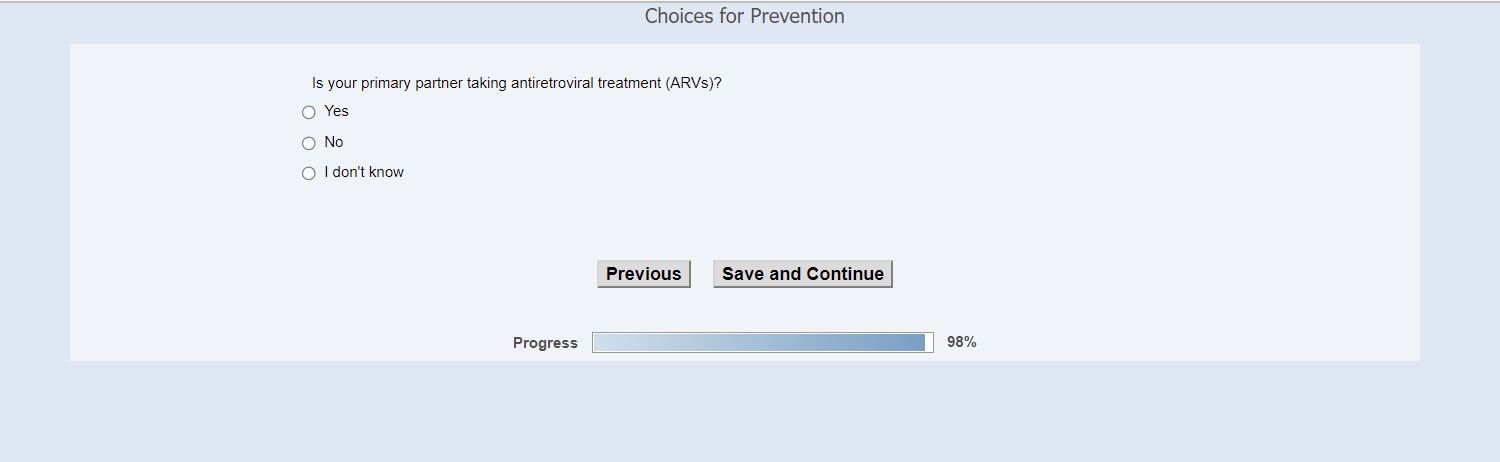 Choices for Prevention
Is your primary partner taking antiretroviral treatment (ARVs)?
Yes
No
I don't know
Previous Save and Continue
Progress 98%